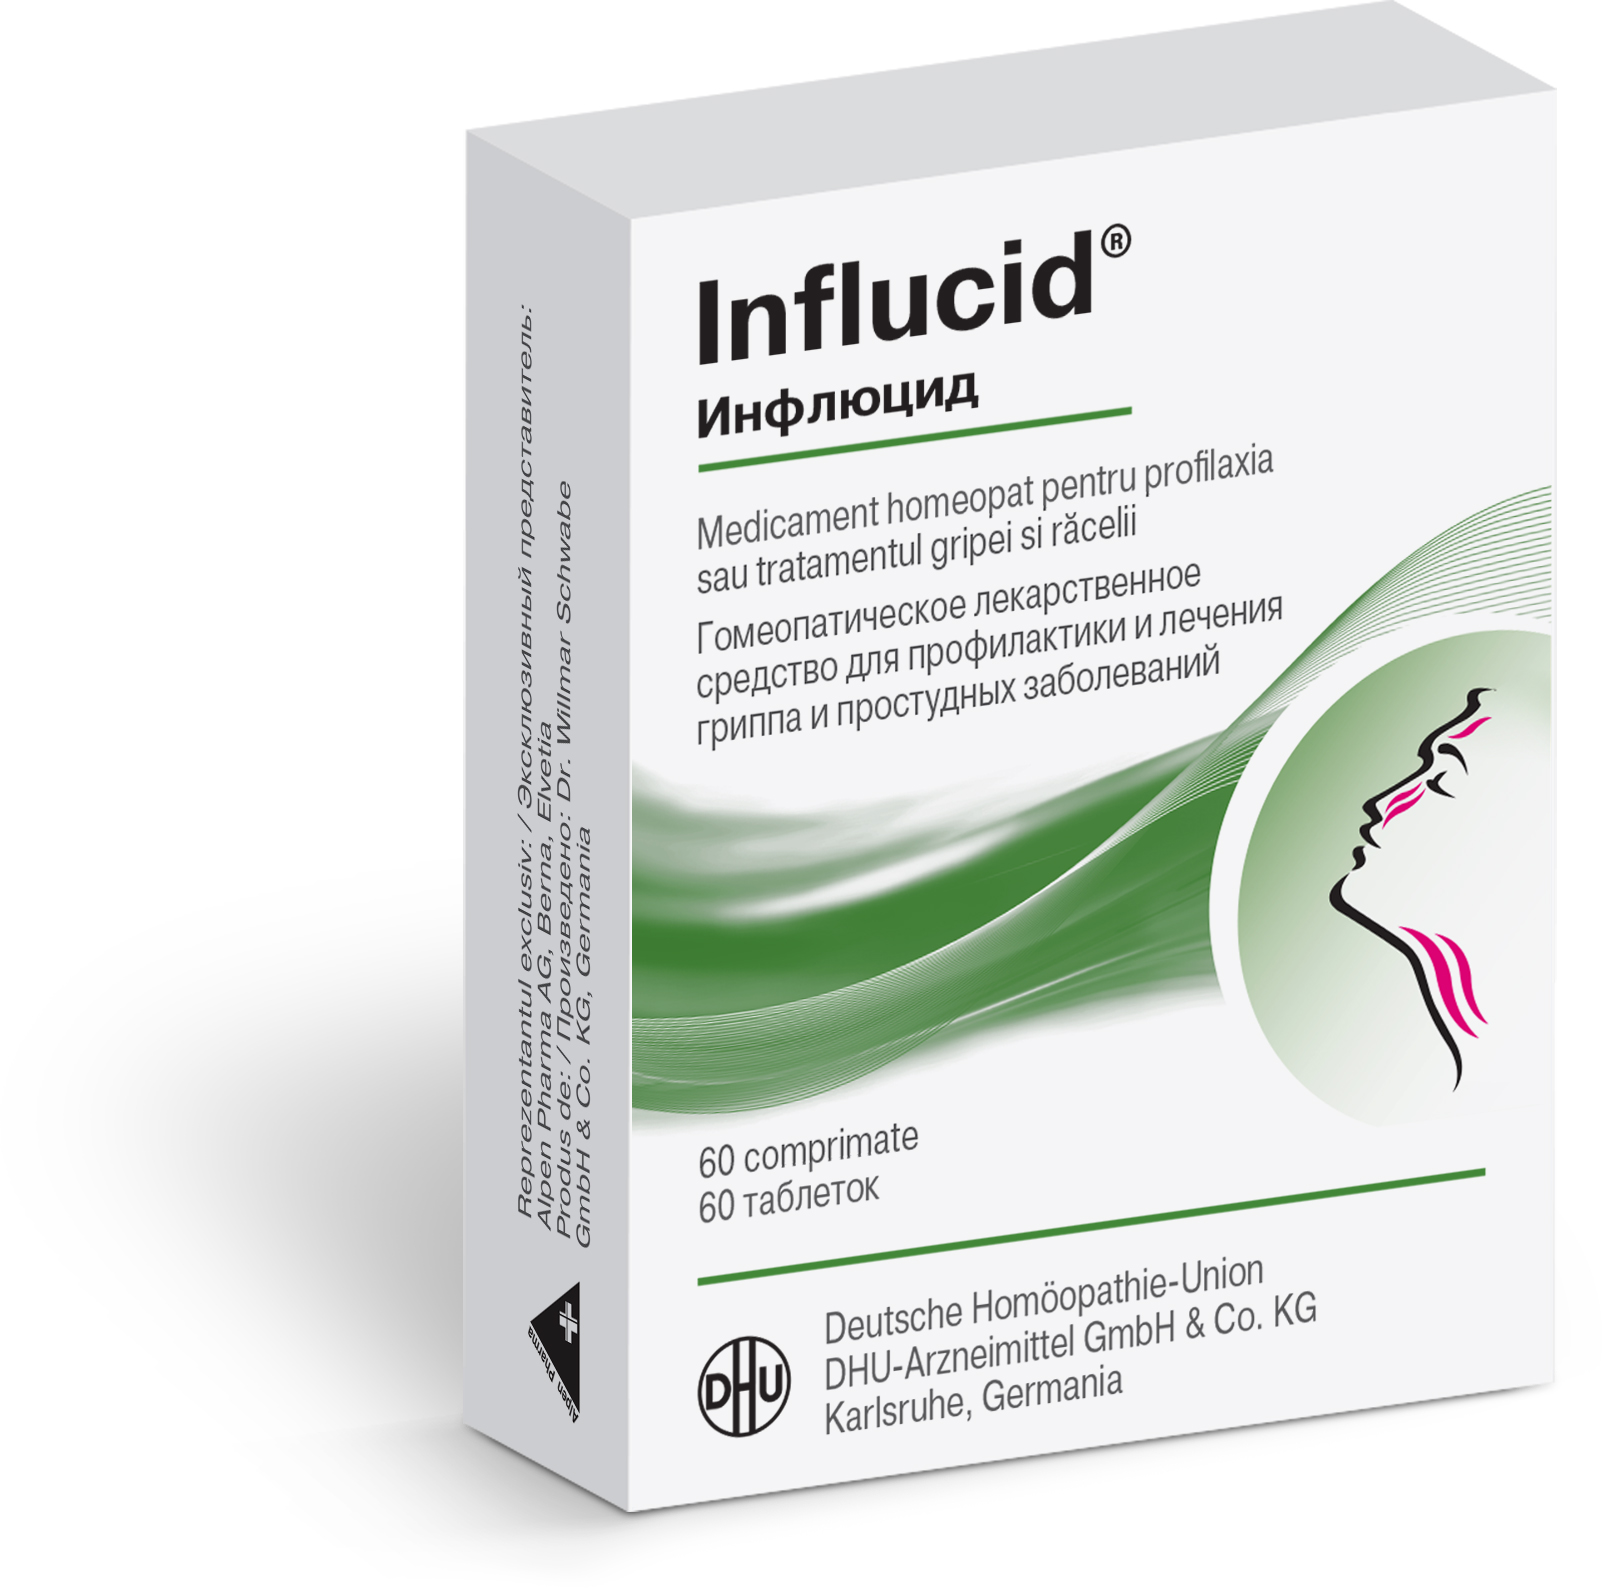 Influcid®
Инфлюцид
Medicament homeopat pentru profilaxia
sau tratamentul gripei si răcelii
Гомеопатическое лекарственное
средство для профилактики и лечения
гриппа и простудных заболеваний
60 comprimate
60 таблеток
DHU
Deutsche Homöopathie-Union
DHU-Arzneimittel GmbH & Co. KG
Karlsruhe, Germania
Reprezentantul exclusiv: / Эксклюзивный представитель:
Alpen Pharma AG, Berna, Elvetia
Produs de: / Произведено: Dr. Willmar Schwabe
GmbH & Co. KG, Germania
Alpen Pharma